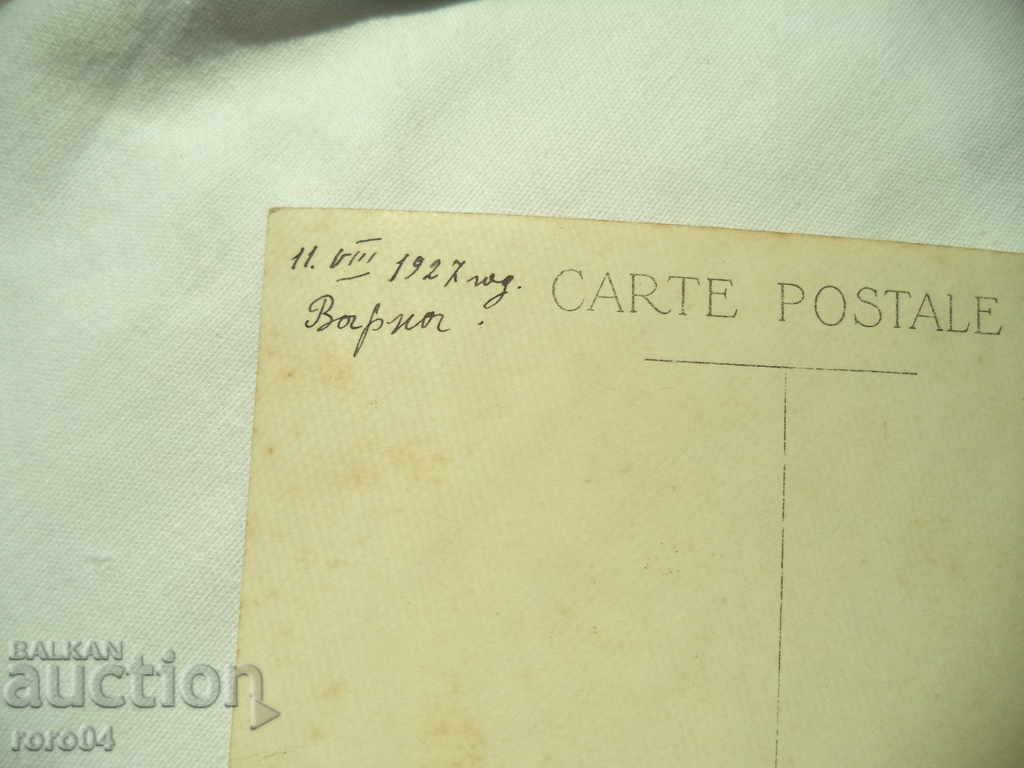 11. VIII 1927 год.
Варна.
CARTE POSTALE
BALKAN
auction
roro04